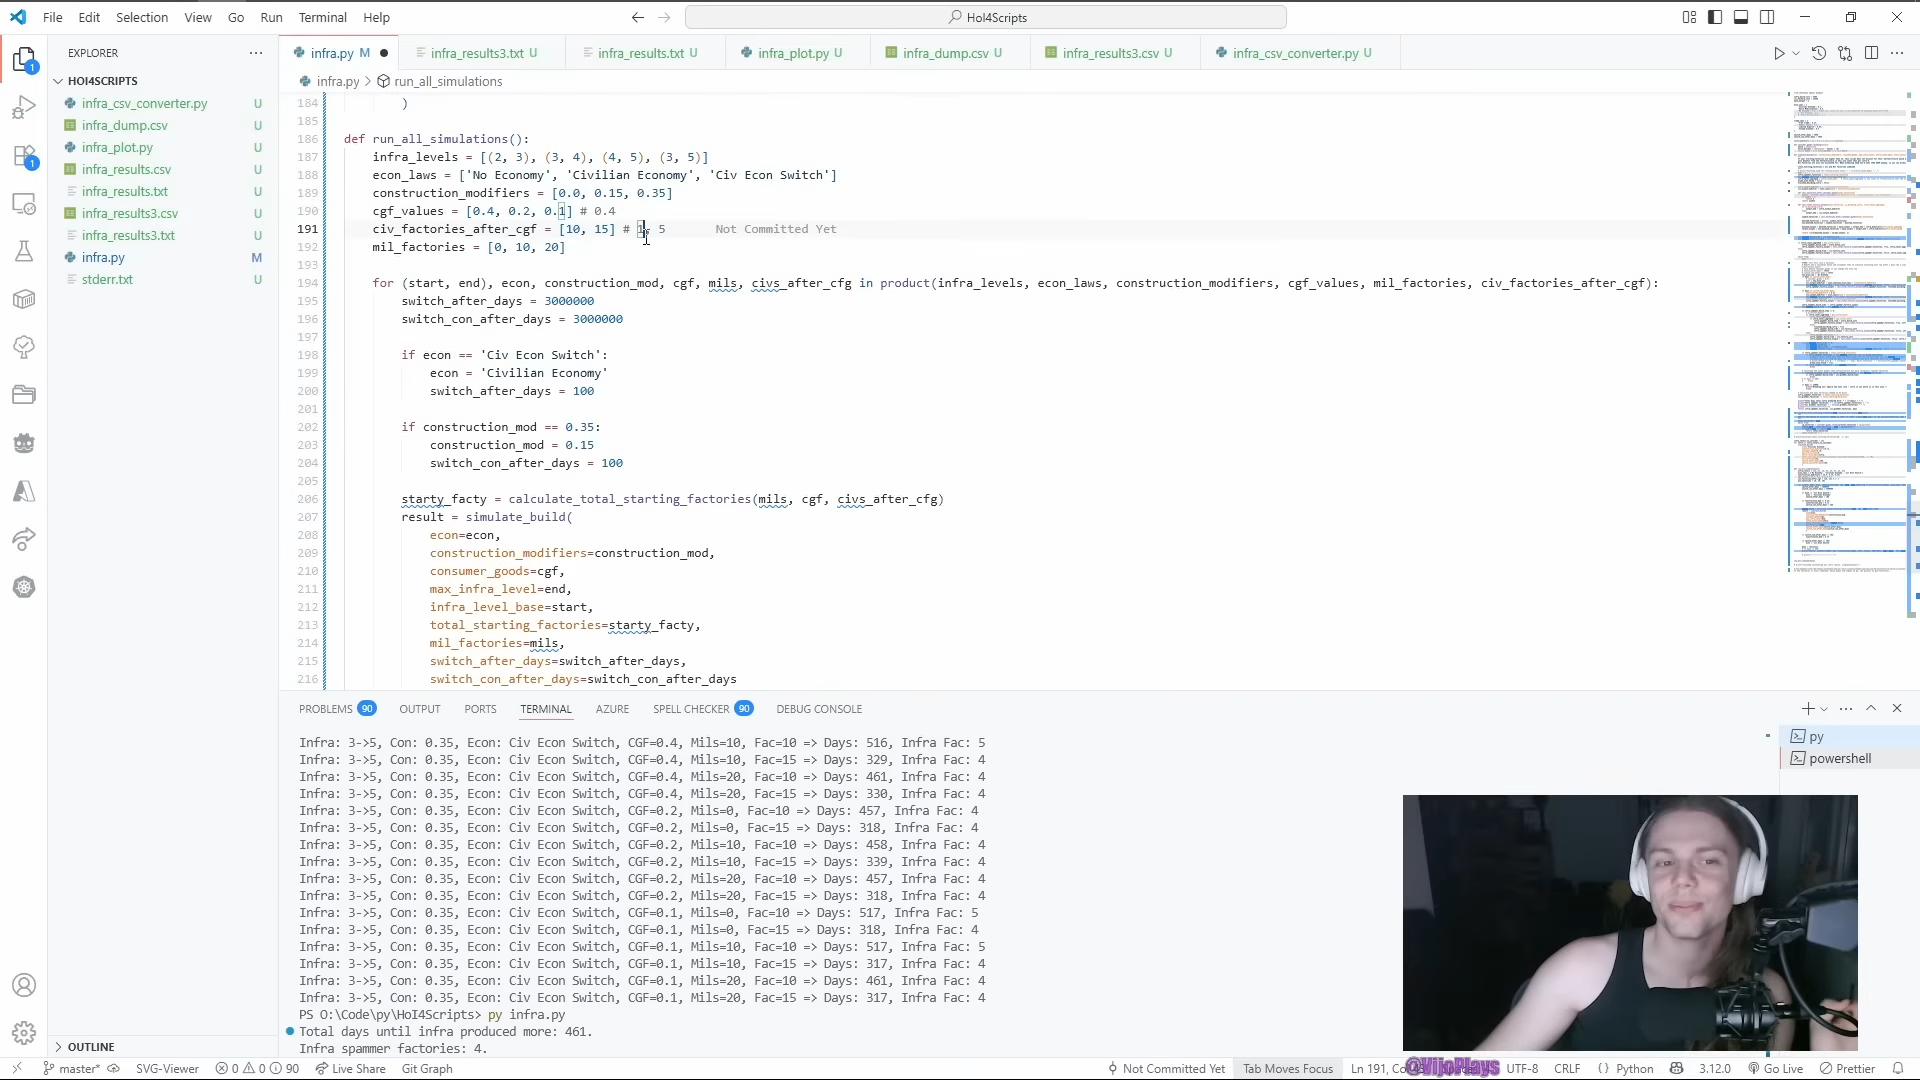 File Edit Selection View Go Run Terminal Help
HoI4Scripts
EXPLORER
infra.py M
infra_results3.txt U
infra_results.txt U
infra_plot.py U
infra_dump.csv U
infra_results3.csv U
infra_csv_converter.py U
HOI4SCRIPTS
infra_csv_converter.py U
infra_dump.csv U
infra_plot.py U
infra_results.csv U
infra_results.txt U
infra_results3.csv U
infra_results3.txt U
infra.py M
stderr.txt U
infra.py > run_all_simulations
184 )
185
186 def run_all_simulations():
187 infra_levels = [(2, 3), (3, 4), (4, 5), (3, 5)]
188 econ_laws = ['No Economy', 'Civilian Economy', 'Civ Econ Switch']
189 construction_modifiers = [0.0, 0.15, 0.35]
190 cgf_values = [0.4, 0.2, 0.1] # 0.4
191 civ_factories_after_cgf = [10, 15] # 1, 5 Not Committed Yet
192 mil_factories = [0, 10, 20]
193
194 for (start, end), econ, construction_mod, cgf, mils, civs_after_cfg in product(infra_levels, econ_laws, construction_modifiers, cgf_values, mil_factories, civ_factories_after_cgf):
195 switch_after_days = 3000000
196 switch_con_after_days = 3000000
197
198 if econ == 'Civ Econ Switch':
199 econ = 'Civilian Economy'
200 switch_after_days = 100
201
202 if construction_mod == 0.35:
203 construction_mod = 0.15
204 switch_con_after_days = 100
205
206 starty_facty = calculate_total_starting_factories(mils, cgf, civs_after_cfg)
207 result = simulate_build(
208 econ=econ,
209 construction_modifiers=construction_mod,
210 consumer_goods=cgf,
211 max_infra_level=end,
212 infra_level_base=start,
213 total_starting_factories=starty_facty,
214 mil_factories=mils,
215 switch_after_days=switch_after_days,
216 switch_con_after_days=switch_con_after_days
PROBLEMS 90 OUTPUT PORTS TERMINAL AZURE SPELL CHECKER 90 DEBUG CONSOLE
py
powershell
Infra: 3->5, Con: 0.35, Econ: Civ Econ Switch, CGF=0.4, Mils=10, Fac=10 => Days: 516, Infra Fac: 5
Infra: 3->5, Con: 0.35, Econ: Civ Econ Switch, CGF=0.4, Mils=10, Fac=15 => Days: 329, Infra Fac: 4
Infra: 3->5, Con: 0.35, Econ: Civ Econ Switch, CGF=0.4, Mils=20, Fac=10 => Days: 461, Infra Fac: 4
Infra: 3->5, Con: 0.35, Econ: Civ Econ Switch, CGF=0.4, Mils=20, Fac=15 => Days: 330, Infra Fac: 4
Infra: 3->5, Con: 0.35, Econ: Civ Econ Switch, CGF=0.2, Mils=0, Fac=10 => Days: 457, Infra Fac: 4
Infra: 3->5, Con: 0.35, Econ: Civ Econ Switch, CGF=0.2, Mils=0, Fac=15 => Days: 318, Infra Fac: 4
Infra: 3->5, Con: 0.35, Econ: Civ Econ Switch, CGF=0.2, Mils=10, Fac=10 => Days: 458, Infra Fac: 4
Infra: 3->5, Con: 0.35, Econ: Civ Econ Switch, CGF=0.2, Mils=10, Fac=15 => Days: 339, Infra Fac: 4
Infra: 3->5, Con: 0.35, Econ: Civ Econ Switch, CGF=0.2, Mils=20, Fac=10 => Days: 457, Infra Fac: 4
Infra: 3->5, Con: 0.35, Econ: Civ Econ Switch, CGF=0.2, Mils=20, Fac=15 => Days: 318, Infra Fac: 4
Infra: 3->5, Con: 0.35, Econ: Civ Econ Switch, CGF=0.1, Mils=0, Fac=10 => Days: 517, Infra Fac: 5
Infra: 3->5, Con: 0.35, Econ: Civ Econ Switch, CGF=0.1, Mils=0, Fac=15 => Days: 318, Infra Fac: 4
Infra: 3->5, Con: 0.35, Econ: Civ Econ Switch, CGF=0.1, Mils=10, Fac=10 => Days: 517, Infra Fac: 5
Infra: 3->5, Con: 0.35, Econ: Civ Econ Switch, CGF=0.1, Mils=10, Fac=15 => Days: 317, Infra Fac: 4
Infra: 3->5, Con: 0.35, Econ: Civ Econ Switch, CGF=0.1, Mils=20, Fac=10 => Days: 461, Infra Fac: 4
Infra: 3->5, Con: 0.35, Econ: Civ Econ Switch, CGF=0.1, Mils=20, Fac=15 => Days: 317, Infra Fac: 4
PS O:\Code\py\HoI4Scripts> py infra.py
Total days until infra produced more: 461.
Infra spammer factories: 4.
OUTLINE
@VijoPlays
master* SVG-Viewer 0 0 90 Live Share Git Graph Not Committed Yet Tab Moves Focus Ln 191, UTF-8 CRLF Python 3.12.0 Go Live Prettier